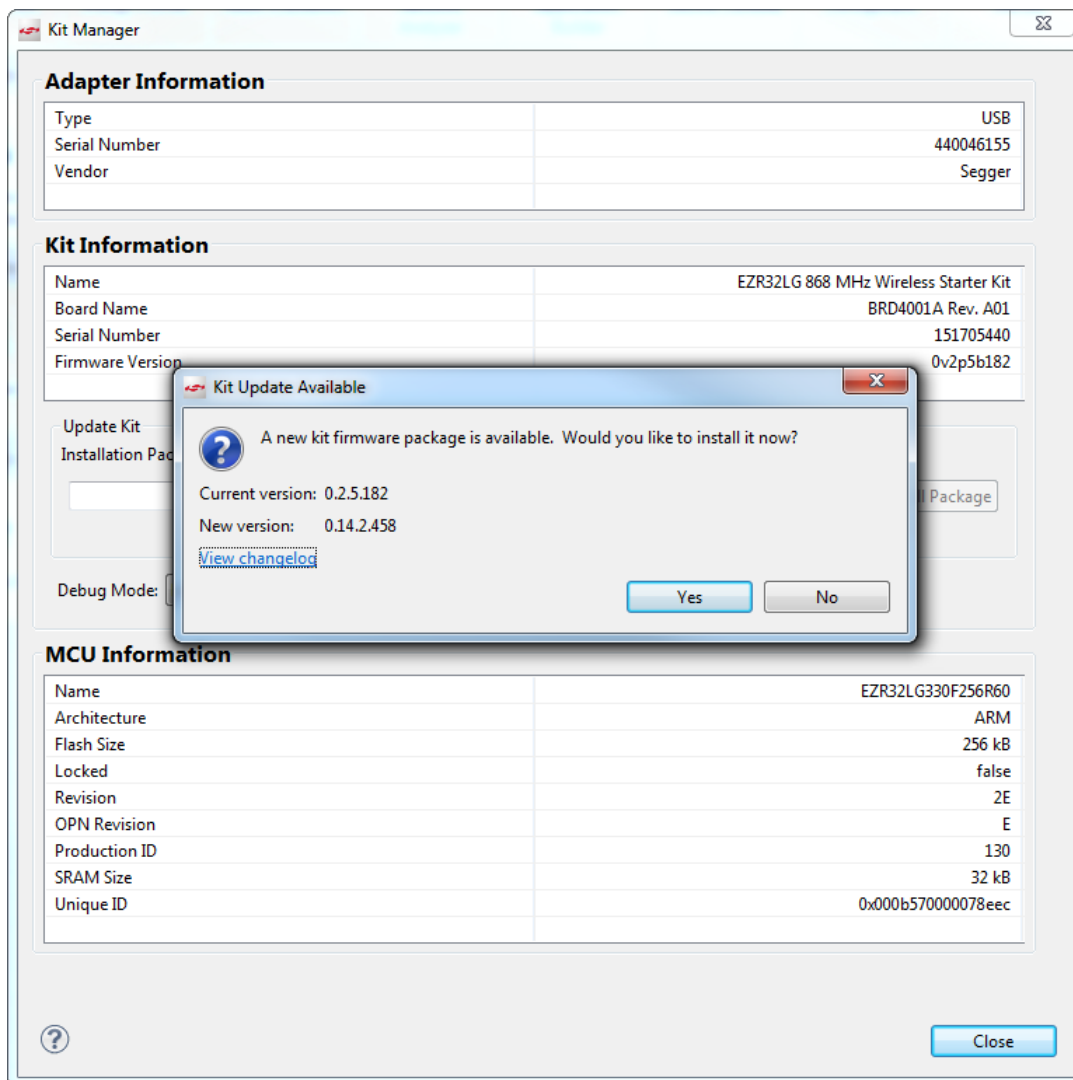 Kit Manager
Adapter Information
Type USB
Serial Number 440046155
Vendor Segger
Kit Information
Name EZR32LG 868 MHz Wireless Starter Kit
Board Name BRD4001A Rev. A01
Serial Number 151705440
Firmware Version 0v2p5b182
Kit Update Available
A new kit firmware package is available. Would you like to install it now?
Current version: 0.2.5.182
New version: 0.14.2.458
View changelog
Yes No
Update Kit
Installation Pac
Package
Debug Mode:
MCU Information
Name EZR32LG330F256R60
Architecture ARM
Flash Size 256 kB
Locked false
Revision 2E
OPN Revision E
Production ID 130
SRAM Size 32 kB
Unique ID 0x000b570000078eec
Close